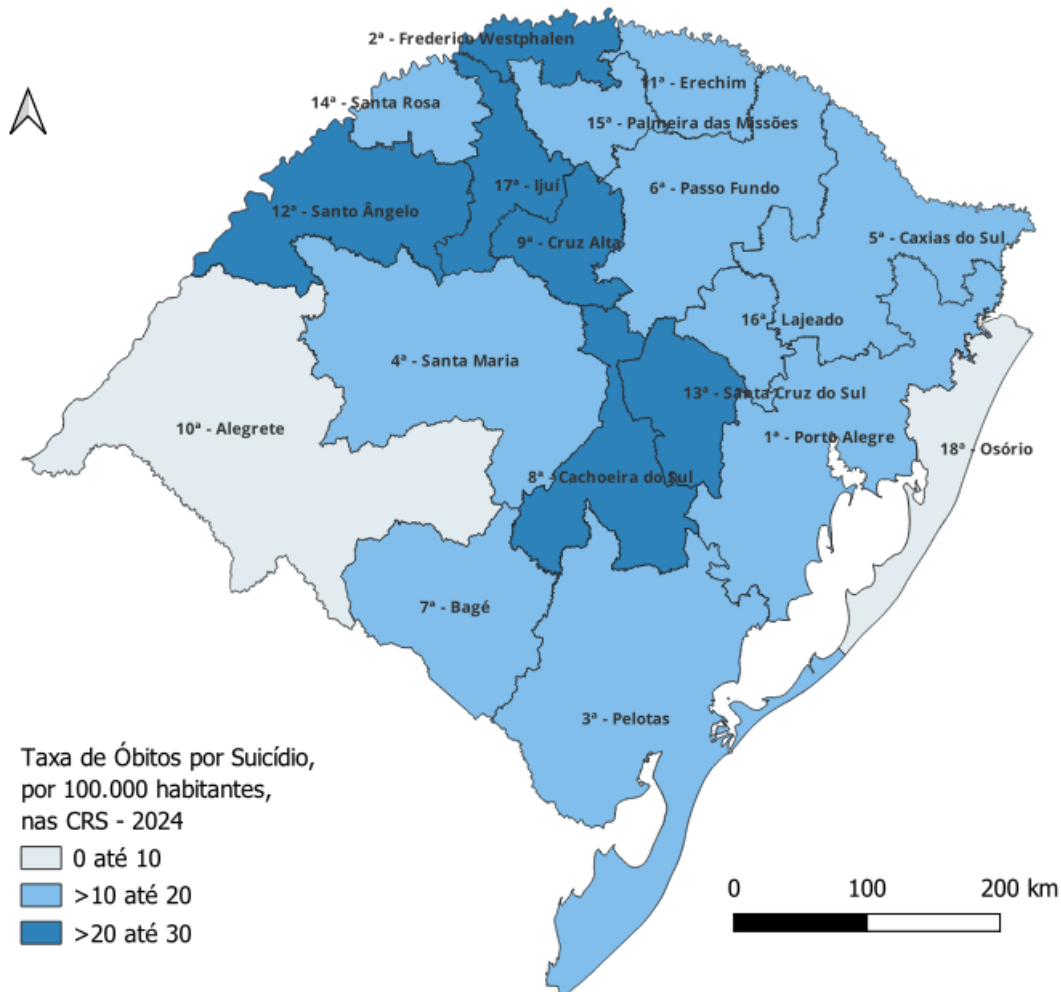 2ª - Frederico Westphalen
11ª - Erechim
14ª - Santa Rosa
15ª - Palmeira das Missões
17ª - Ijuí
6ª - Passo Fundo
12ª - Santo Ângelo
9ª - Cruz Alta
5ª - Caxias do Sul
16ª - Lajeado
4ª - Santa Maria
13ª - Santa Cruz do Sul
10ª - Alegrete
1ª - Porto Alegre
18ª - Osório
8ª - Cachoeira do Sul
7ª - Bagé
3ª - Pelotas
Taxa de Óbitos por Suicídio,
por 100.000 habitantes,
nas CRS - 2024
0 até 10
>10 até 20
>20 até 30
0 100 200 km